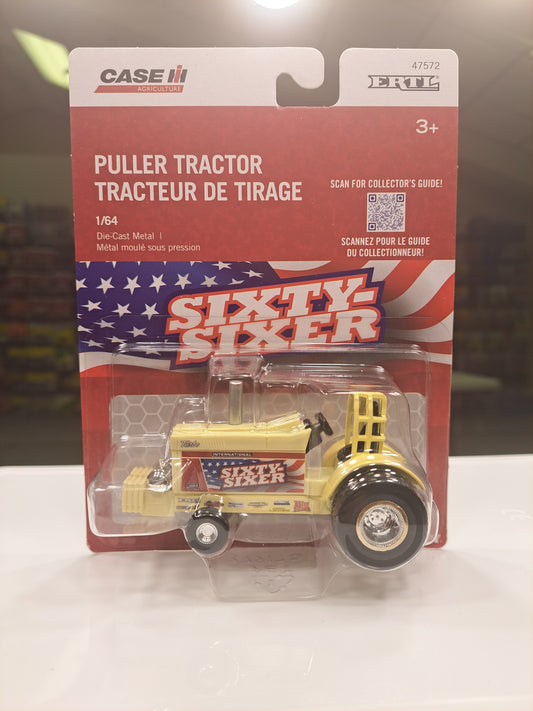 CASE IH
AGRICULTURE
47572
ERTL
3+
PULLER TRACTOR
TRACTEUR DE TIRAGE
1/64
Die-Cast Metal |
Métal moulé sous pression
SCAN FOR COLLECTOR'S GUIDE!
SCANNEZ POUR LE GUIDE
DU COLLECTIONNEUR!
SIXTY-
SIXER
Turbo
INTERNATIONAL
SIXTY-
SIXER